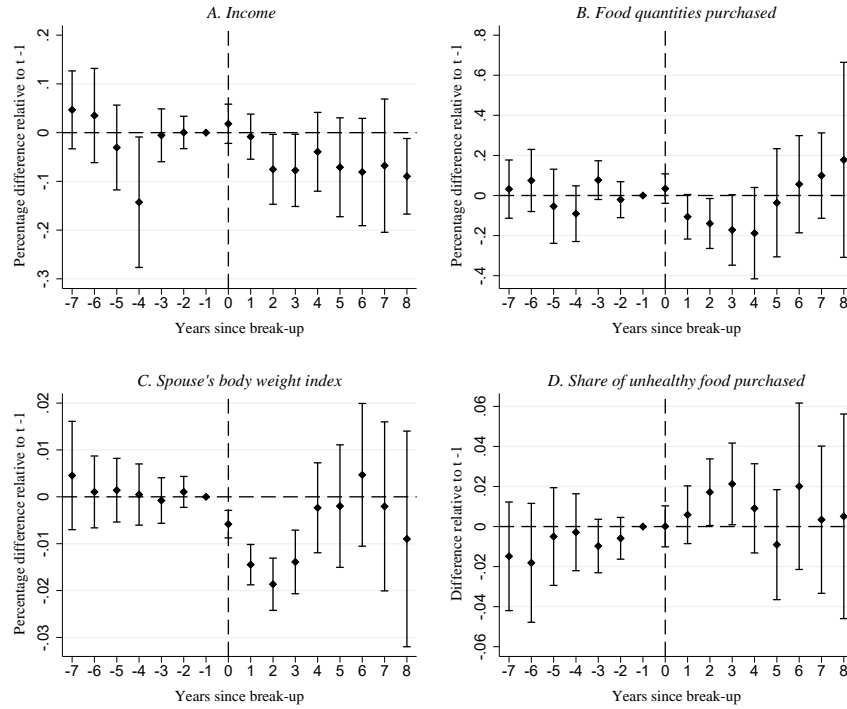 A. Income
Percentage difference relative to t -1
.2
.1
0
-.1
-.2
-.3
-7 -6 -5 -4 -3 -2 -1 0 1 2 3 4 5 6 7 8
Years since break-up
B. Food quantities purchased
Percentage difference relative to t -1
.8
.6
.4
.2
0
-.2
-.4
-7 -6 -5 -4 -3 -2 -1 0 1 2 3 4 5 6 7 8
Years since break-up
C. Spouse's body weight index
Percentage difference relative to t -1
.02
.01
0
-.01
-.02
-.03
-7 -6 -5 -4 -3 -2 -1 0 1 2 3 4 5 6 7 8
Years since break-up
D. Share of unhealthy food purchased
Difference relative to t -1
.06
.04
.02
0
-.02
-.04
-.06
-7 -6 -5 -4 -3 -2 -1 0 1 2 3 4 5 6 7 8
Years since break-up